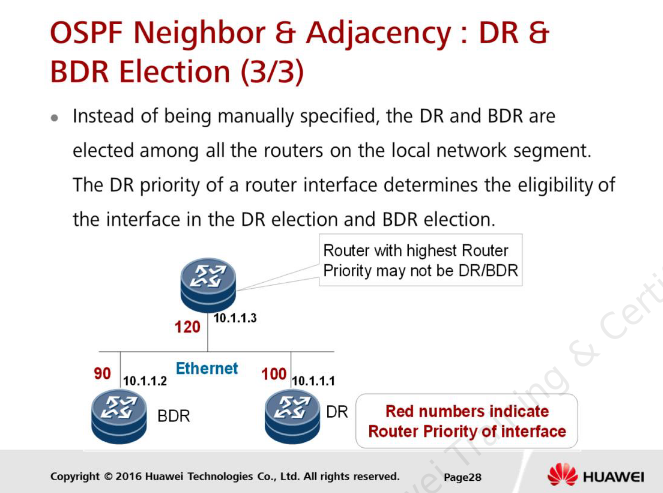 OSPF Neighbor & Adjacency : DR &
BDR Election (3/3)
● Instead of being manually specified, the DR and BDR are
elected among all the routers on the local network segment.
The DR priority of a router interface determines the eligibility of
the interface in the DR election and BDR election.
Router with highest Router
Priority may not be DR/BDR
120
10.1.1.3
Ethernet
90
10.1.1.2
100
10.1.1.1
BDR
DR
Red numbers indicate
Router Priority of interface
Copyright © 2016 Huawei Technologies Co., Ltd. All rights reserved.
Page28
HUAWEI